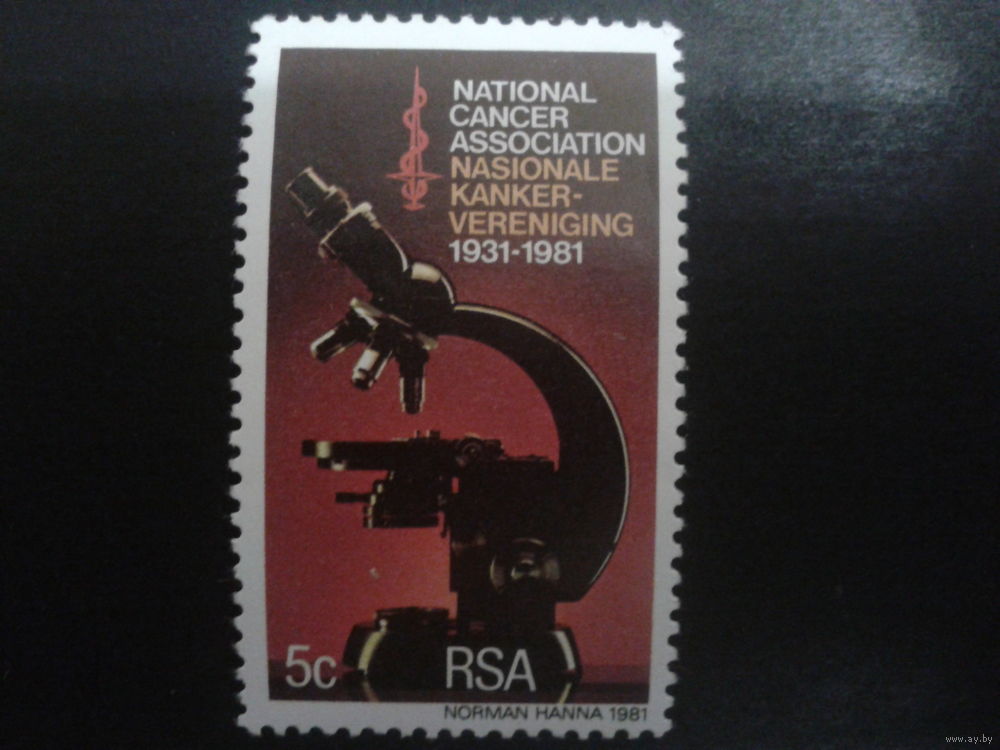 NATIONAL
CANCER
ASSOCIATION
NASIONALE
KANKER-
VERENIGING
1931-1981
5c RSA
NORMAN HANNA 1981
www.ay.by